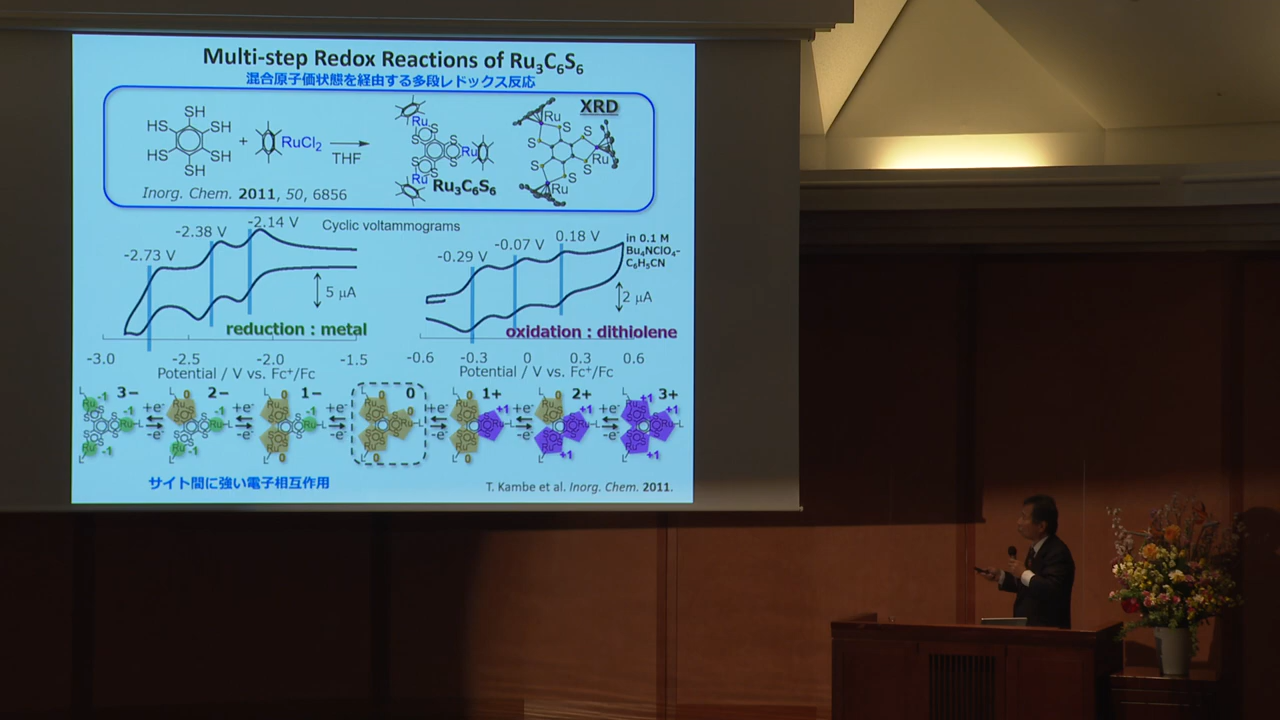 Multi-step Redox Reactions of Ru₃C₆S₆
混合原子価状態を経由する多段レドックス反応
SH
HS SH
HS SH
SH
+
RuCl₂
THF
Ru
S S
S S
S S
Ru
Ru
Ru₃C₆S₆
XRD
Ru
S
S S
Ru
S S
Ru
Inorg. Chem. 2011, 50, 6856
Cyclic voltammograms
-2.73 V
-2.38 V
-2.14 V
5 μA
reduction : metal
-3.0 -2.5 -2.0 -1.5
Potential / V vs. Fc⁺/Fc
-0.29 V
-0.07 V
0.18 V
in 0.1 M
Bu₄NClO₄-
C₆H₅CN
2 μA
oxidation : dithiolene
-0.6 -0.3 0 0.3 0.6
Potential / V vs. Fc⁺/Fc
3− 2− 1− 0 1+ 2+ 3+
+e⁻ +e⁻ +e⁻ +e⁻ +e⁻ +e⁻
-e⁻ -e⁻ -e⁻ -e⁻ -e⁻ -e⁻
サイト間に強い電子相互作用
T. Kambe et al. Inorg. Chem. 2011.